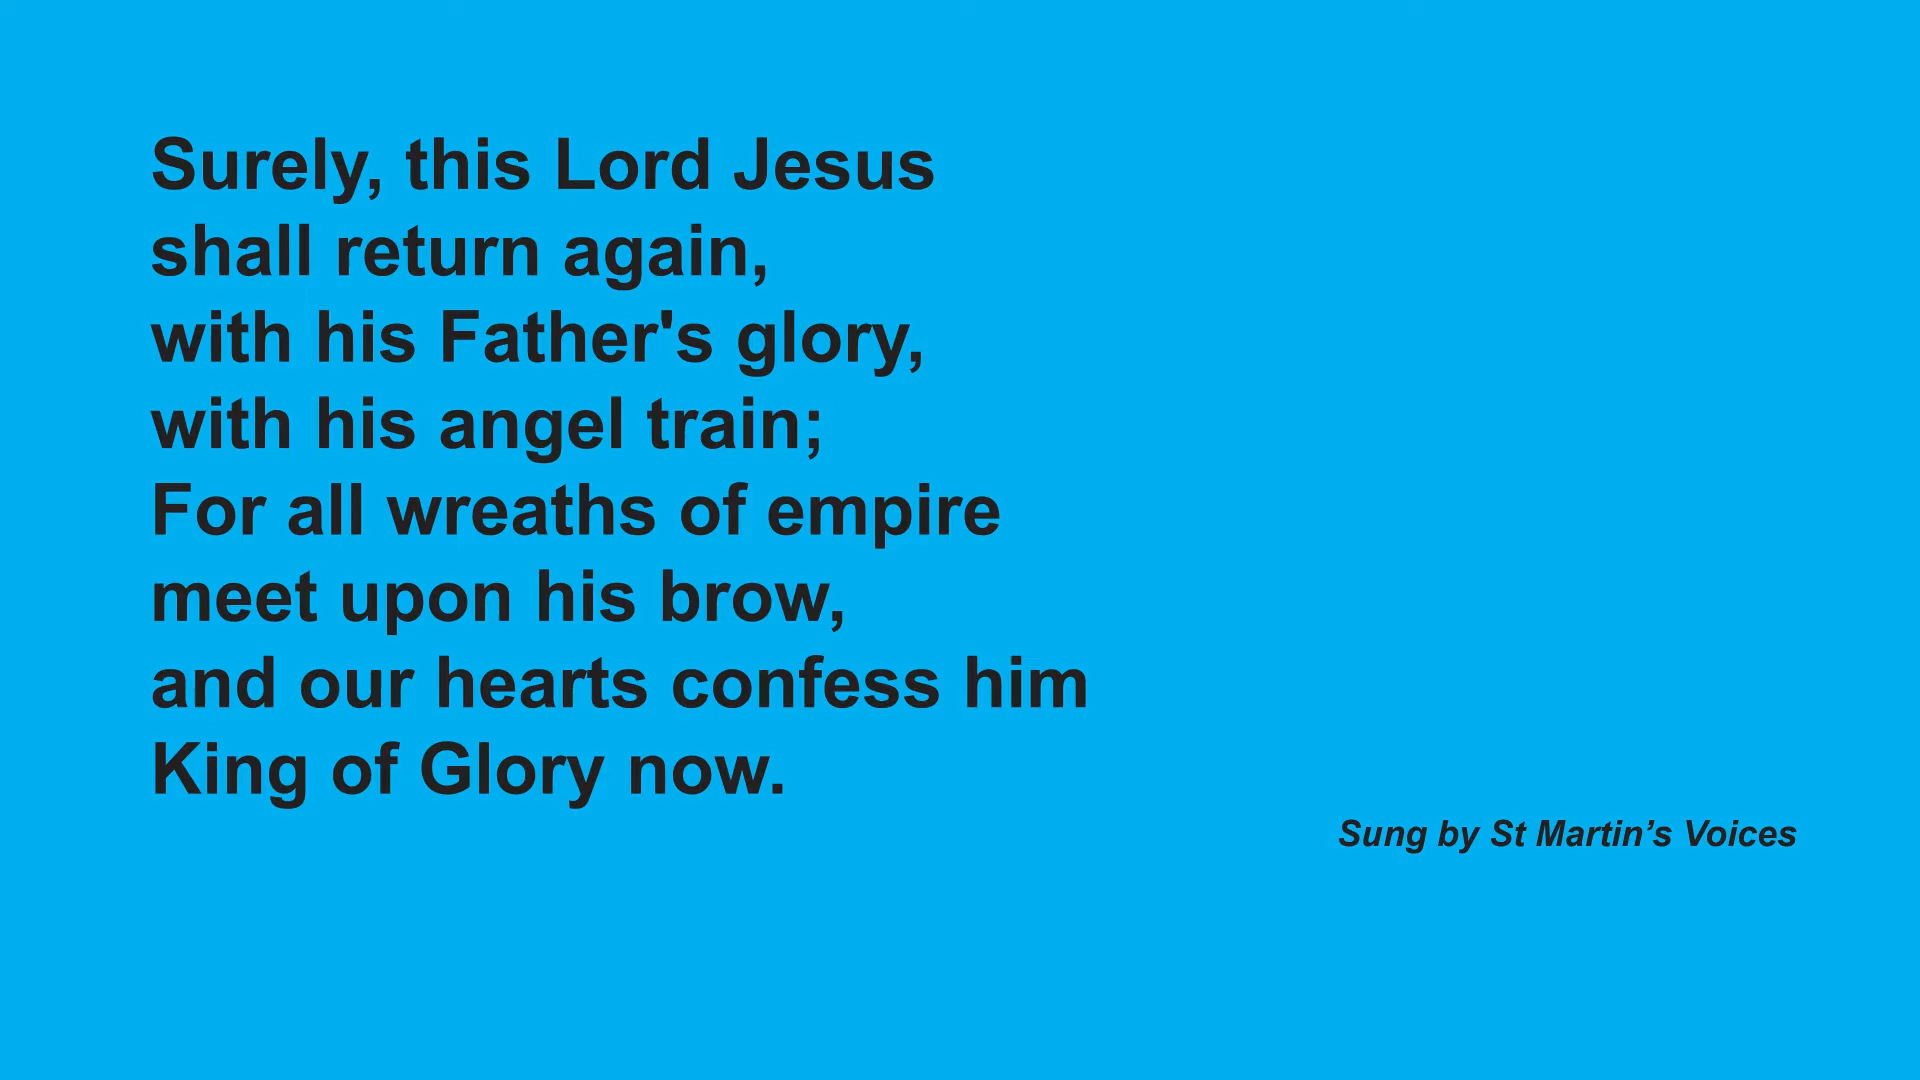 Surely, this Lord Jesus
shall return again,
with his Father's glory,
with his angel train;
For all wreaths of empire
meet upon his brow,
and our hearts confess him
King of Glory now.
Sung by St Martin’s Voices